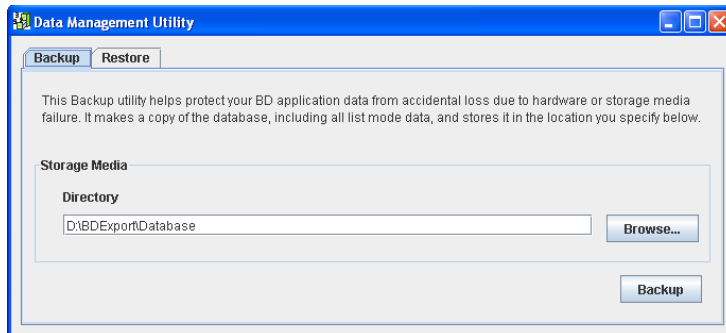 Data Management Utility
Backup
Restore
This Backup utility helps protect your BD application data from accidental loss due to hardware or storage media
failure. It makes a copy of the database, including all list mode data, and stores it in the location you specify below.
Storage Media
Directory
D:\BDExport\Database
Browse...
Backup